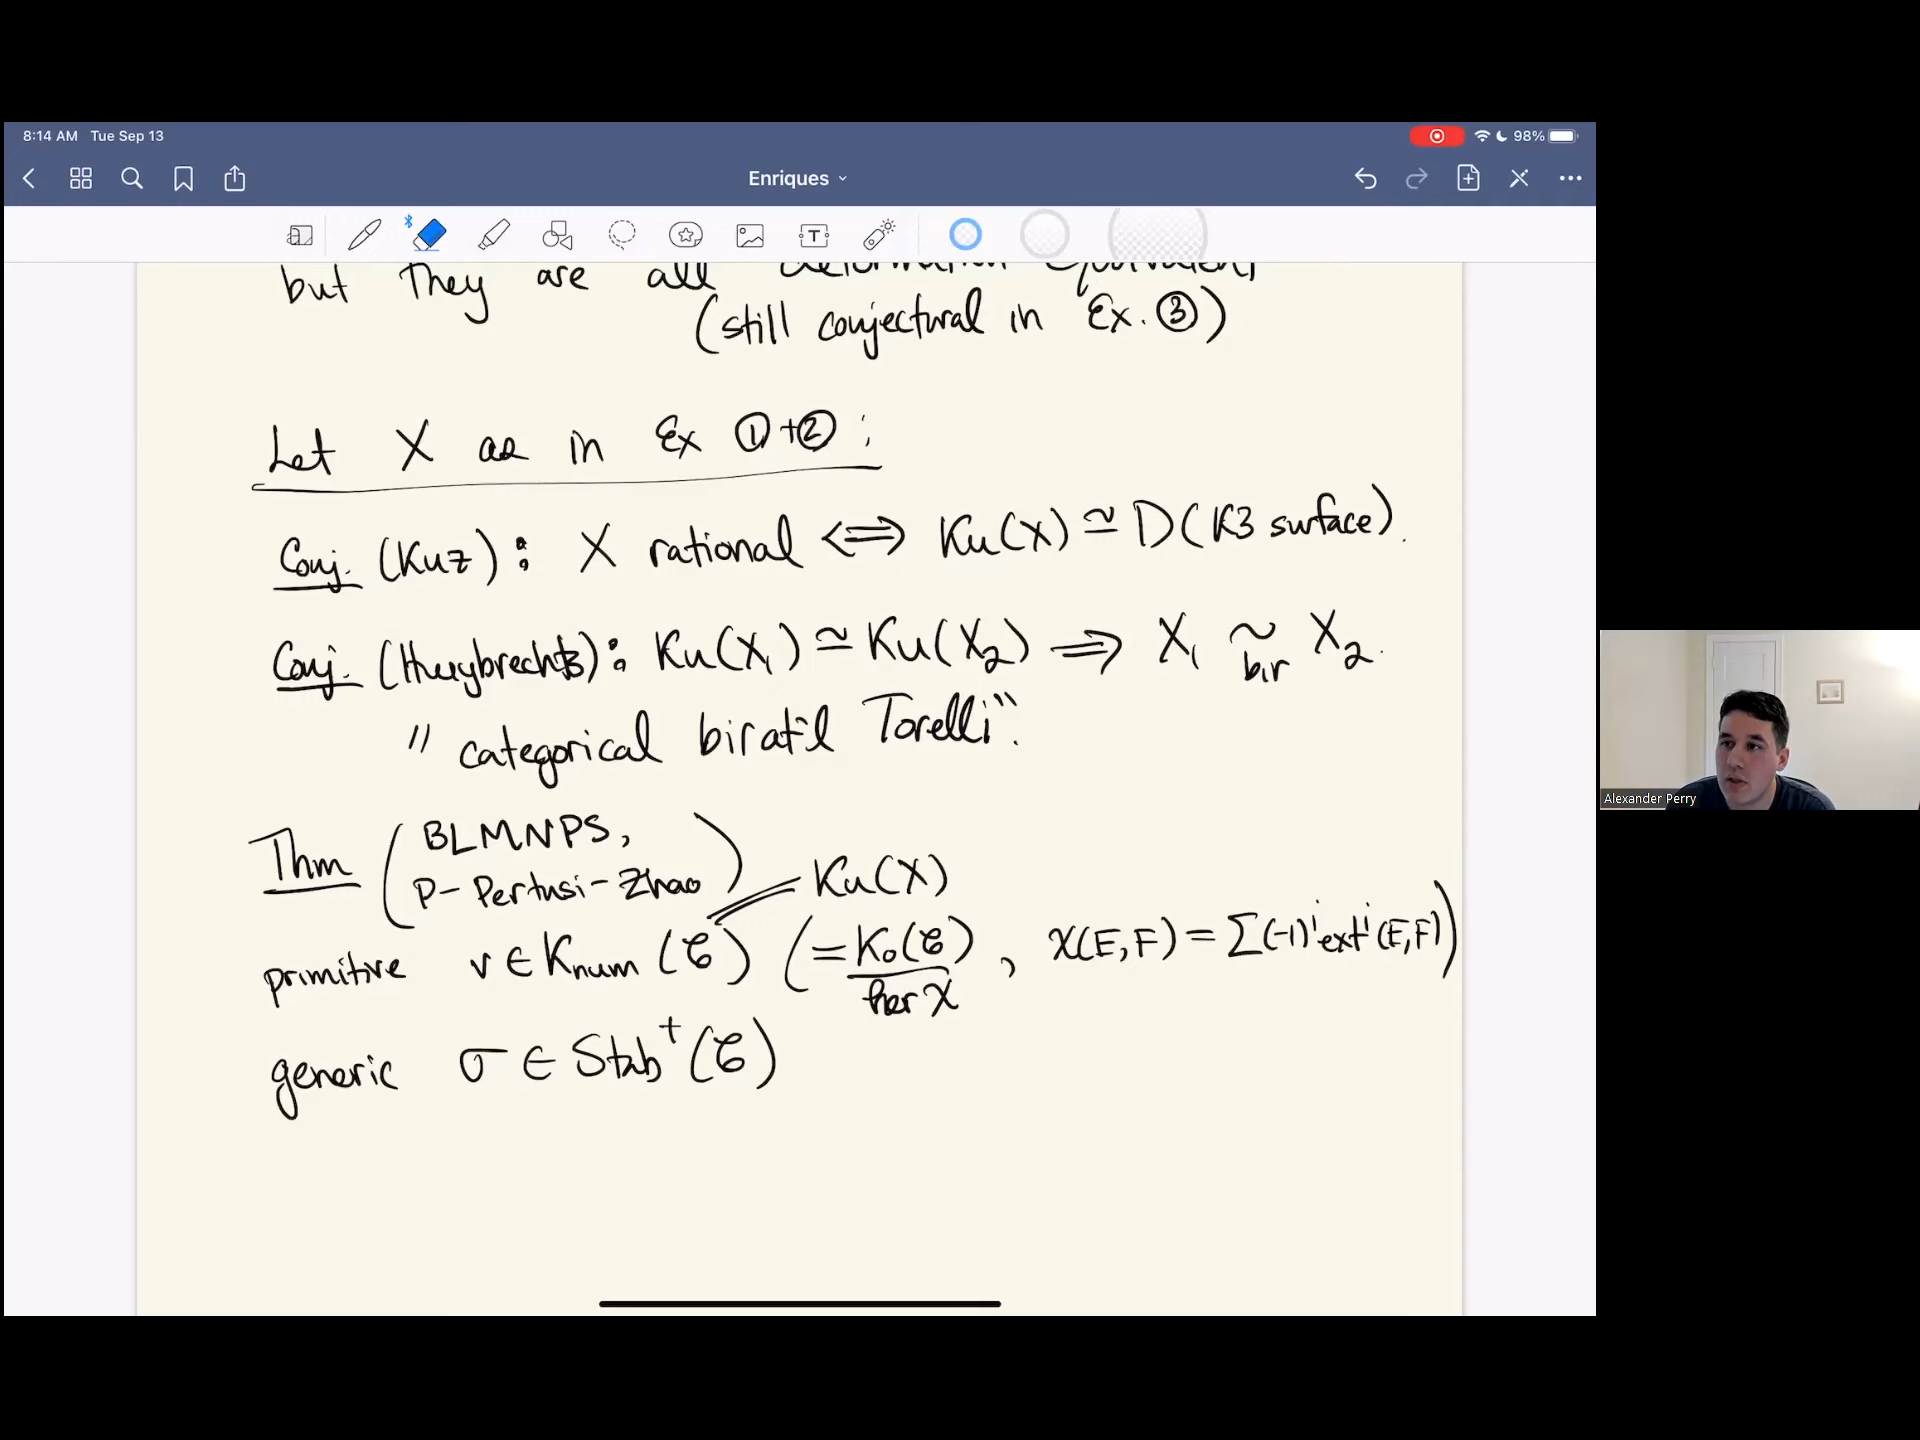 8:14 AM Tue Sep 13
98%
Enriques
but they are all deformation equivalent
(still conjectural in Ex. ③)
Let X as in Ex ①+② :
Conj. (Kuz) : X rational ⟺ Ku(X) ≃ D(K3 surface).
Conj. (Huybrechts) : Ku(X₁) ≃ Ku(X₂) ⟹ X₁ ~bir X₂.
"categorical birat'l Torelli".
Thm (BLMNPS,
P-Pertusi-Zhao)
Ku(X)
primitive v ∈ Knum(𝒞) (= K₀(𝒞)/ker χ , χ(E,F) = Σ(-1)ⁱextⁱ(E,F))
generic σ ∈ Stab⁺(𝒞)
Alexander Perry